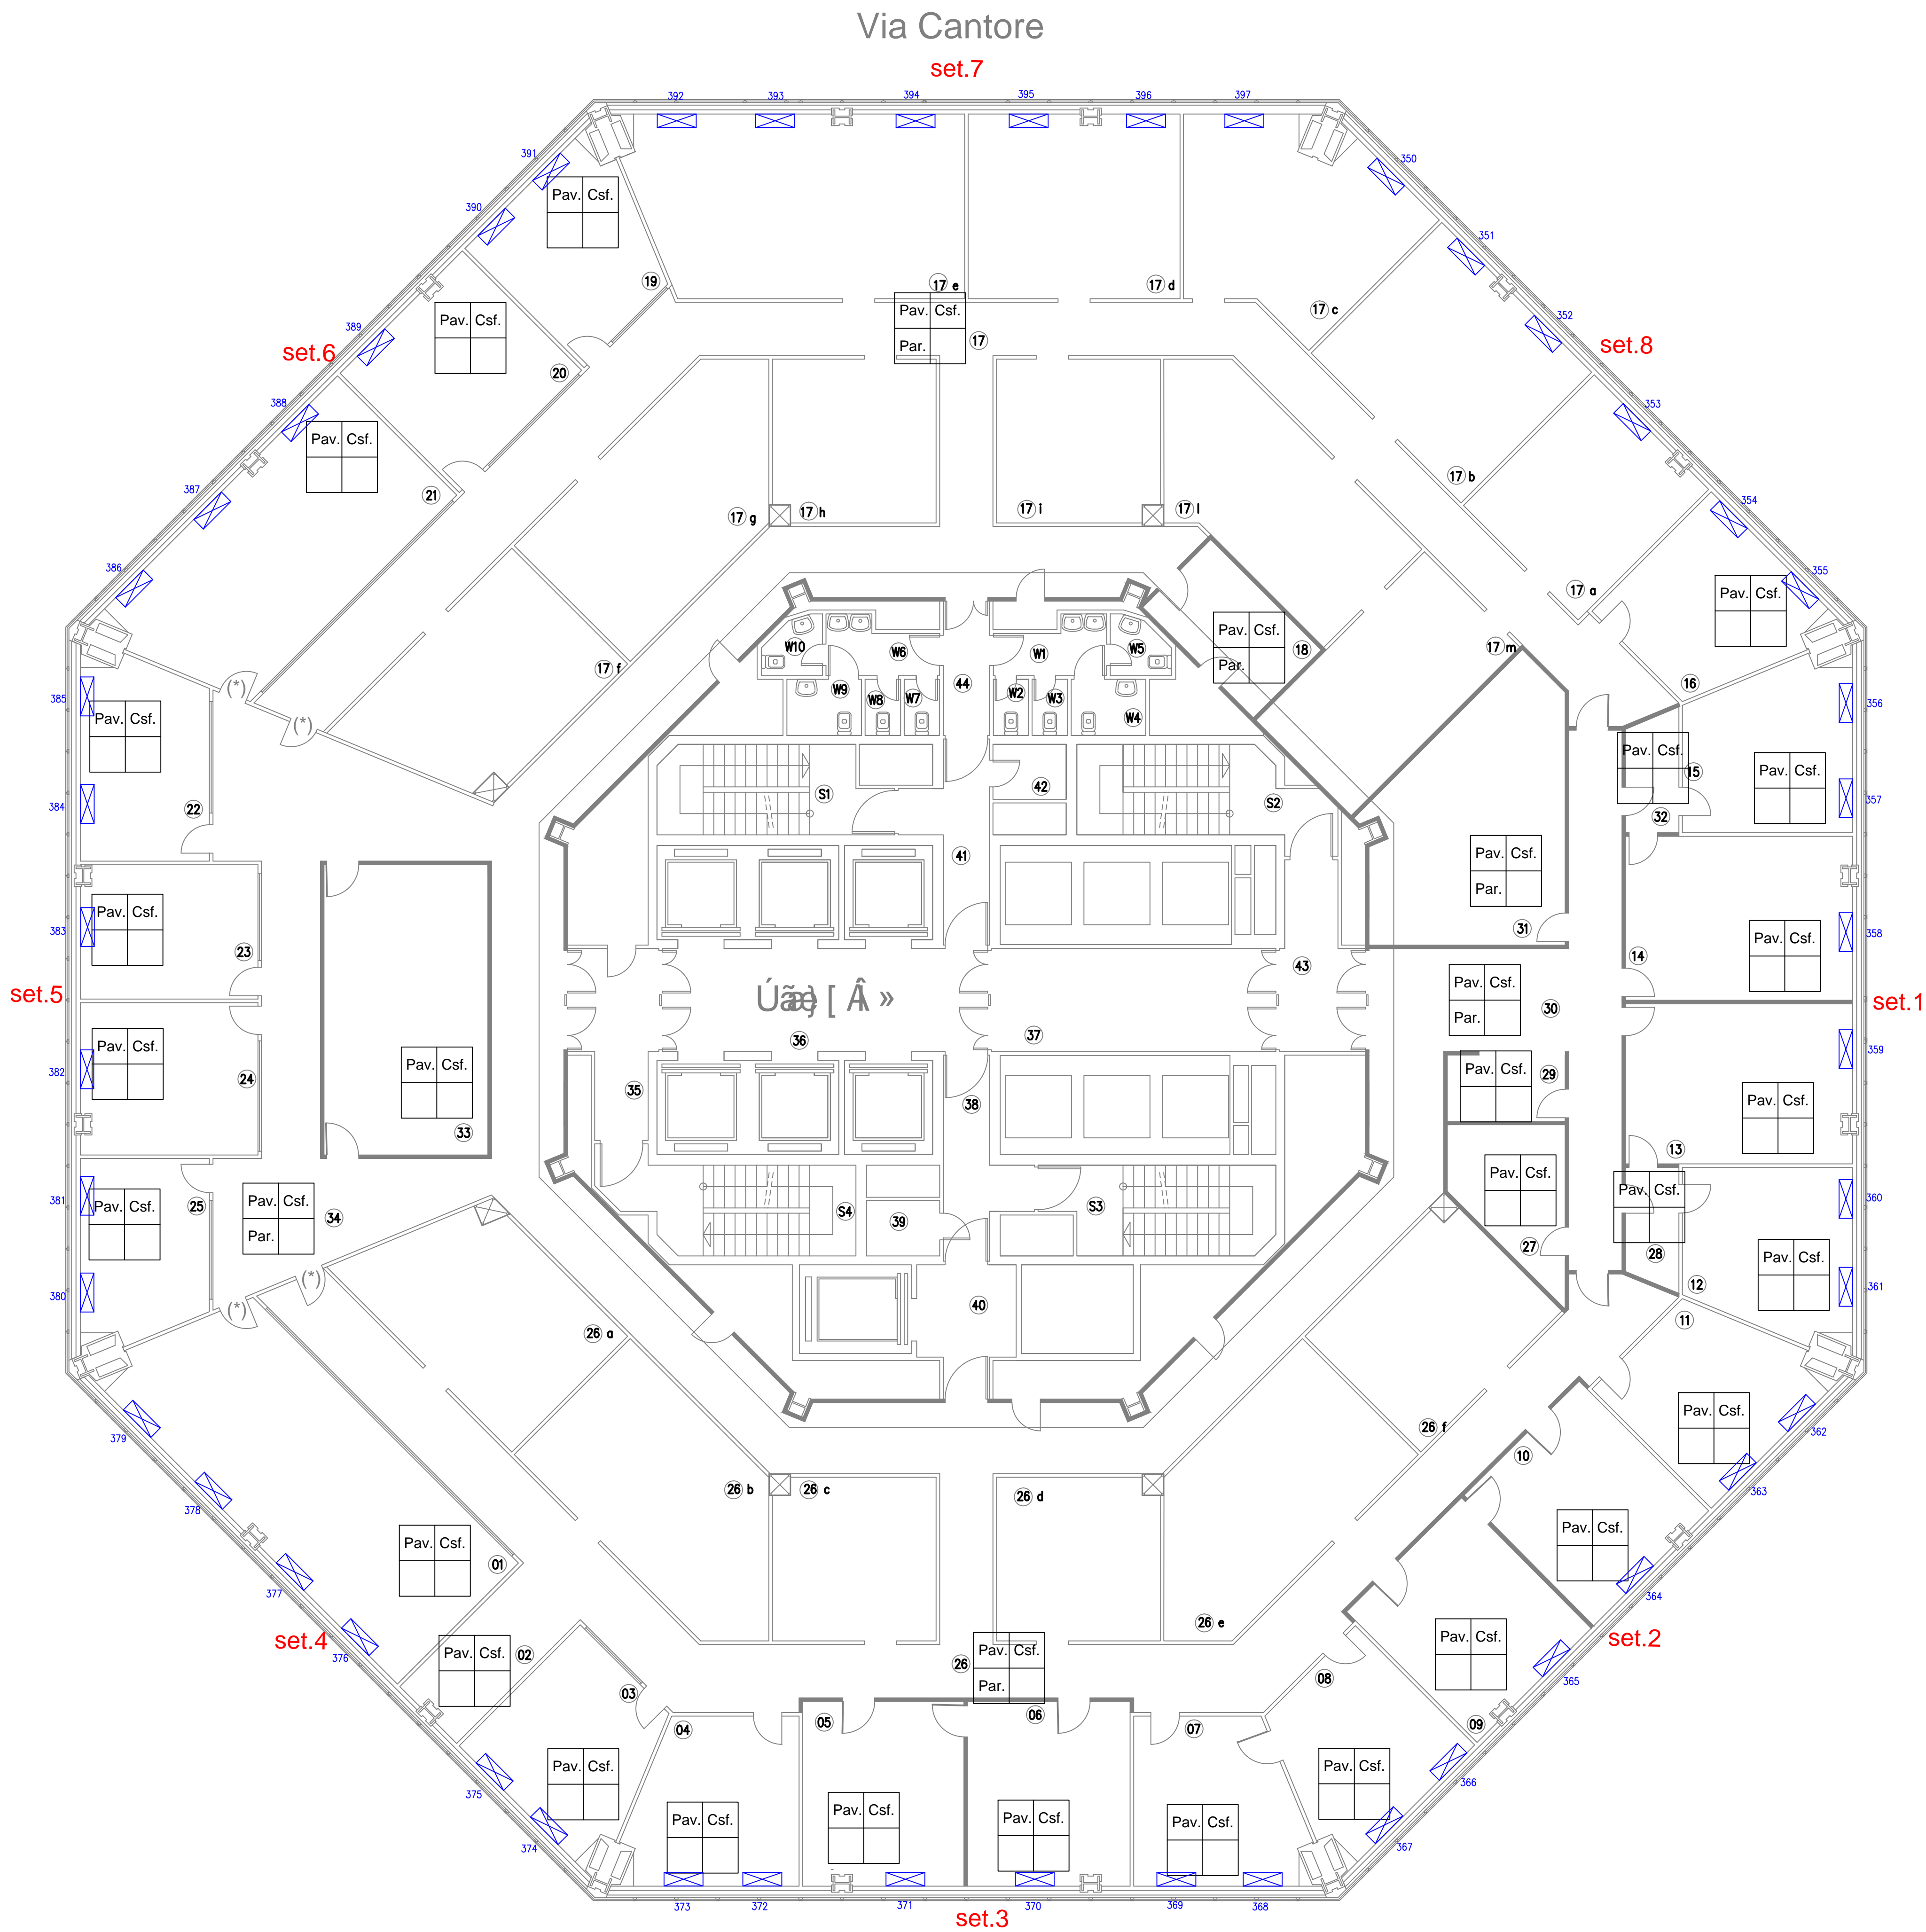 Via Cantore
set.7
392 393 394 395 396 397
391 350
390 351
389 352
388 353
387 354
386 355
set.6 set.8
Pav. Csf.
19
Pav. Csf.
20
Pav. Csf.
21
17 e 17 d 17 c
Pav. Csf.
Par.
17
17 b
17 a
17 g 17 h 17 i 17 l
17 f 17 m
Pav. Csf.
16
Pav. Csf.
Par.
18
W10 W6 W1 W5
W9 W8 W7 44 W2 W3 W4
(*)
(*)
385 356
Pav. Csf.
22
384 357
Pav. Csf.
15
Pav. Csf.
32
S1 42 S2
41
Pav. Csf.
Par.
31
383 358
Pav. Csf.
23
Pav. Csf.
14
43
set.5 set.1
Pav. Csf.
Par.
30
36 37
382 359
Pav. Csf.
24
Pav. Csf.
33
35 38
Pav. Csf.
29
Pav. Csf.
13
381 360
Pav. Csf.
25
Pav. Csf.
Par.
34
S4 39 S3
Pav. Csf.
27
Pav. Csf.
28
Pav. Csf.
12
380 361
(*)
(*)
40
11
26 a
Pav. Csf.
379 362
26 f
10
378 363
26 b 26 c 26 d
Pav. Csf.
01
Pav. Csf.
377 364
set.4 set.2
376 365
Pav. Csf.
02
26 e
Pav. Csf.
26
Pav. Csf.
Par.
03 08
04 05 06 07 09
375 366
Pav. Csf.
Pav. Csf.
Pav. Csf.
Pav. Csf.
Pav. Csf.
Pav. Csf.
374 367
373 372 371 370 369 368
set.3